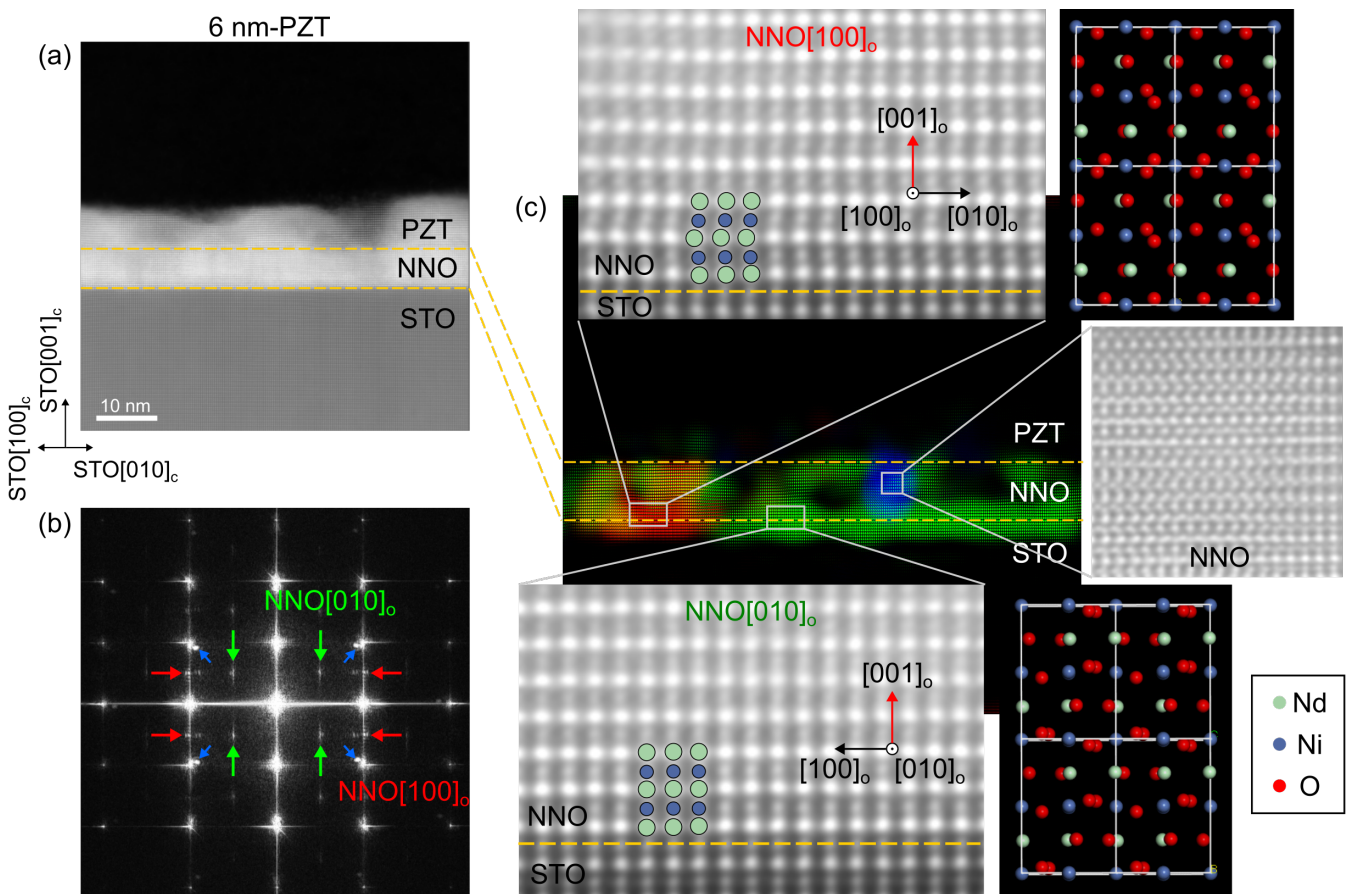 6 nm-PZT
(a)
PZT
NNO
STO
10 nm
STO[001]c
STO[100]c
STO[010]c
(b)
NNO[010]o
NNO[100]o
(c)
NNO[100]o
[001]o
[100]o
[010]o
NNO
STO
PZT
NNO
STO
NNO
NNO[010]o
[001]o
[100]o
[010]o
NNO
STO
Nd
Ni
O